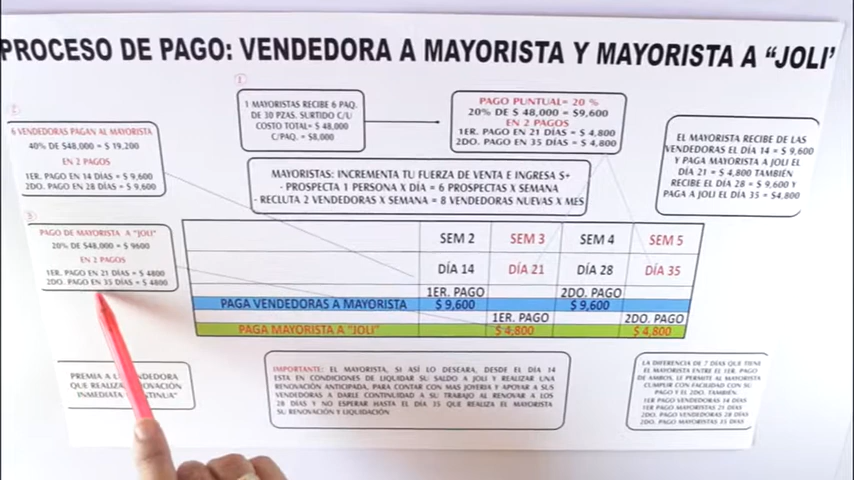 PROCESO DE PAGO: VENDEDORA A MAYORISTA Y MAYORISTA A “JOLI”
1
1 MAYORISTAS RECIBE 6 PAQ.
DE 30 PZAS. SURTIDO C/U
COSTO TOTAL= $ 48,000
C/PAQ. = $8,000
PAGO PUNTUAL= 20 %
20% DE $ 48,000 = $9,600
EN 2 PAGOS
1ER. PAGO EN 21 DÍAS = $ 4,800
2DO. PAGO EN 35 DÍAS = $ 4,800
2
6 VENDEDORAS PAGAN AL MAYORISTA
40% DE $48,000 = $ 19,200
EN 2 PAGOS
1ER. PAGO EN 14 DÍAS = $ 9,600
2DO. PAGO EN 28 DÍAS = $ 9,600
EL MAYORISTA RECIBE DE LAS
VENDEDORAS EL DÍA 14 = $ 9,600
Y PAGA MAYORISTA A JOLI EL
DÍA 21 = $ 4,800 TAMBIÉN
RECIBE EL DÍA 28 = $ 9,600 Y
PAGA A JOLI EL DÍA 35 = $4,800
MAYORISTAS: INCREMENTA TU FUERZA DE VENTA E INGRESA $+
- PROSPECTA 1 PERSONA X DÍA = 6 PROSPECTAS X SEMANA
- RECLUTA 2 VENDEDORAS X SEMANA = 8 VENDEDORAS NUEVAS X MES
3
PAGO DE MAYORISTA A "JOLI"
20% DE $48,000 = $ 9600
EN 2 PAGOS
1ER. PAGO EN 21 DÍAS = $ 4800
2DO. PAGO EN 35 DÍAS = $ 4800
SEM 2 SEM 3 SEM 4 SEM 5
DÍA 14 DÍA 21 DÍA 28 DÍA 35
1ER. PAGO 2DO. PAGO
PAGA VENDEDORAS A MAYORISTA $ 9,600 $ 9,600
1ER. PAGO 2DO. PAGO
PAGA MAYORISTA A “JOLI” $ 4,800 $ 4,800
PREMIA A VENDEDORA
QUE REALIZA RENOVACIÓN
INMEDIATA
IMPORTANTE: EL MAYORISTA, SI ASI LO DESEARA, DESDE EL DÍA 14
ESTA EN CONDICIONES DE LIQUIDAR SU SALDO A JOLI Y REALIZAR UNA
RENOVACIÓN ANTICIPADA, PARA CONTAR CON MAS JOYERIA Y APOYAR A SUS
VENDEDORAS A DARLE CONTINUIDAD A SU TRABAJO AL RENOVAR A LOS
28 DÍAS Y NO ESPERAR HASTA EL DÍA 35 QUE REALIZA EL MAYORISTA
SU RENOVACIÓN Y LIQUIDACIÓN
LA DIFERENCIA DE 7 DÍAS QUE TIENE
EL MAYORISTA ENTRE EL 1ER. PAGO
DE AMBOS, LE PERMITE AL MAYORISTA
CUMPLIR CON FACILIDAD CON SU
PAGO Y EL 2DO. TAMBIÉN.
1ER PAGO VENDEDORAS 14 DÍAS
1ER PAGO MAYORISTAS 21 DÍAS
2DO. PAGO VENDEDORAS 28 DÍAS
2DO. PAGO MAYORISTAS 35 DÍAS